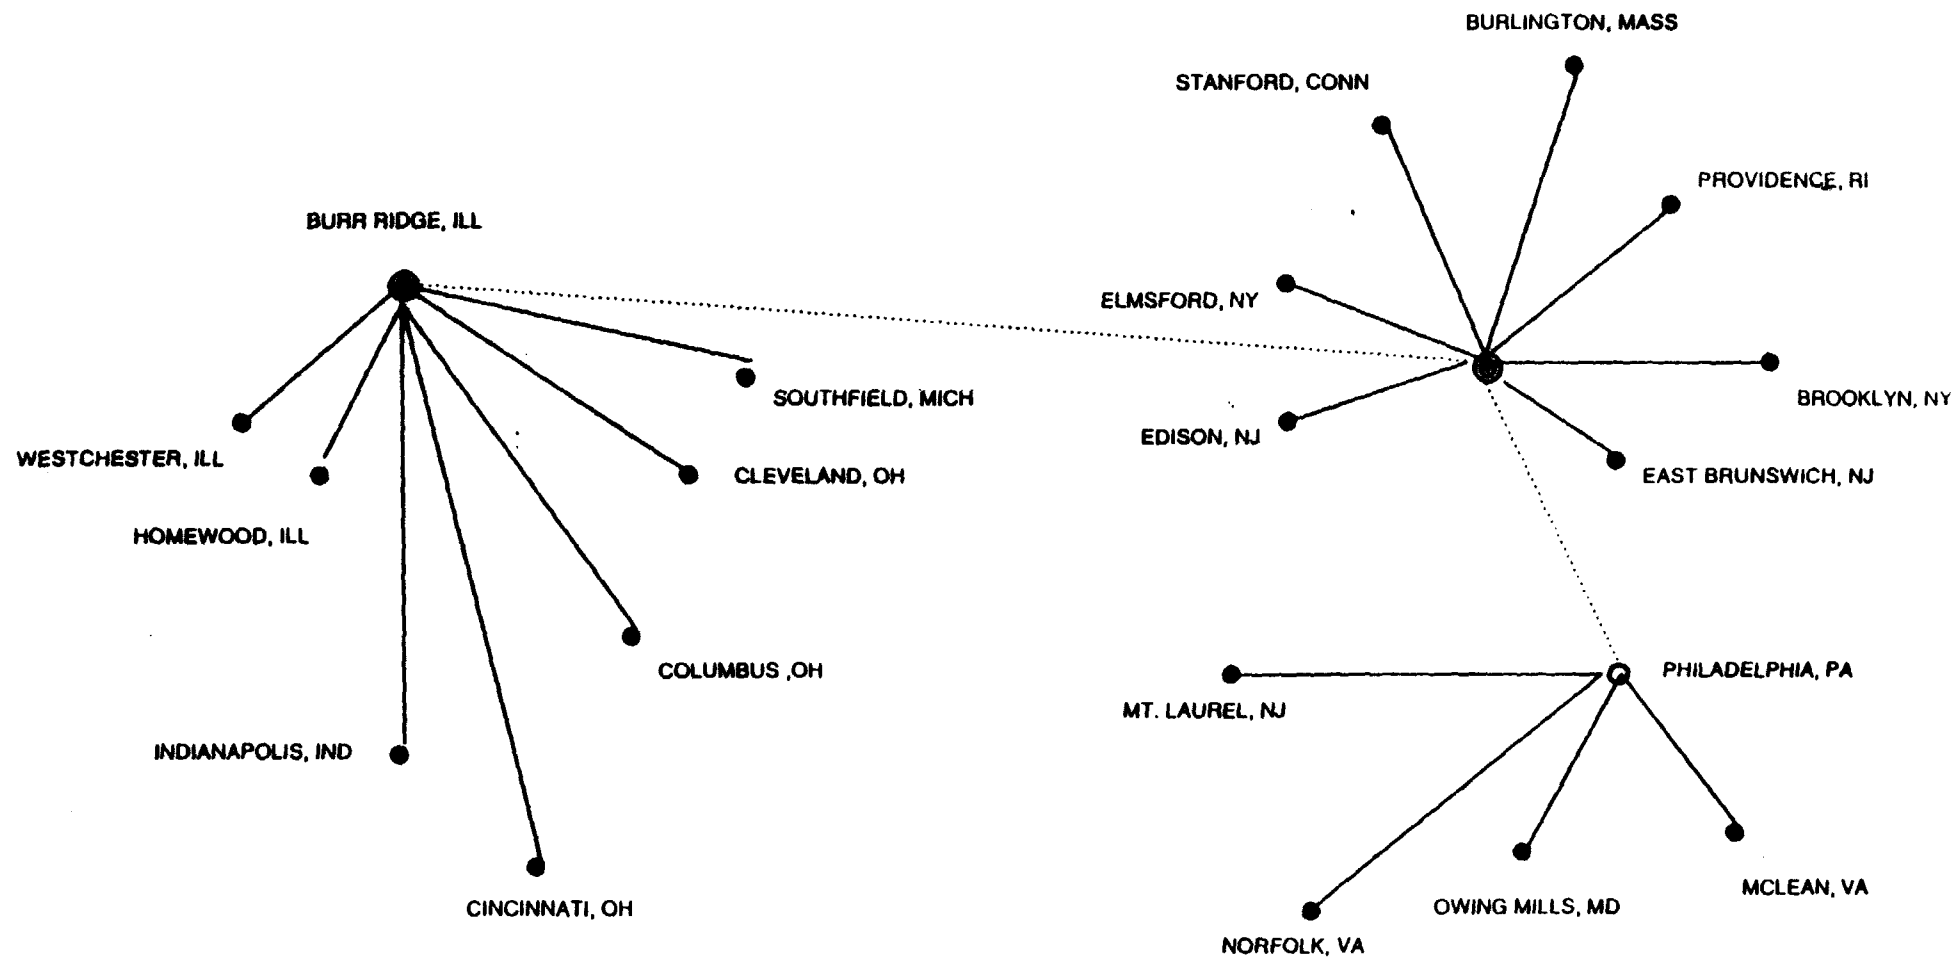 BURLINGTON, MASS
STANFORD, CONN
PROVIDENCE, RI
BURR RIDGE, ILL
ELMSFORD, NY
SOUTHFIELD, MICH
BROOKLYN, NY
EDISON, NJ
WESTCHESTER, ILL
CLEVELAND, OH
EAST BRUNSWICH, NJ
HOMEWOOD, ILL
COLUMBUS ,OH
PHILADELPHIA, PA
MT. LAUREL, NJ
INDIANAPOLIS, IND
MCLEAN, VA
CINCINNATI, OH
OWING MILLS, MD
NORFOLK, VA